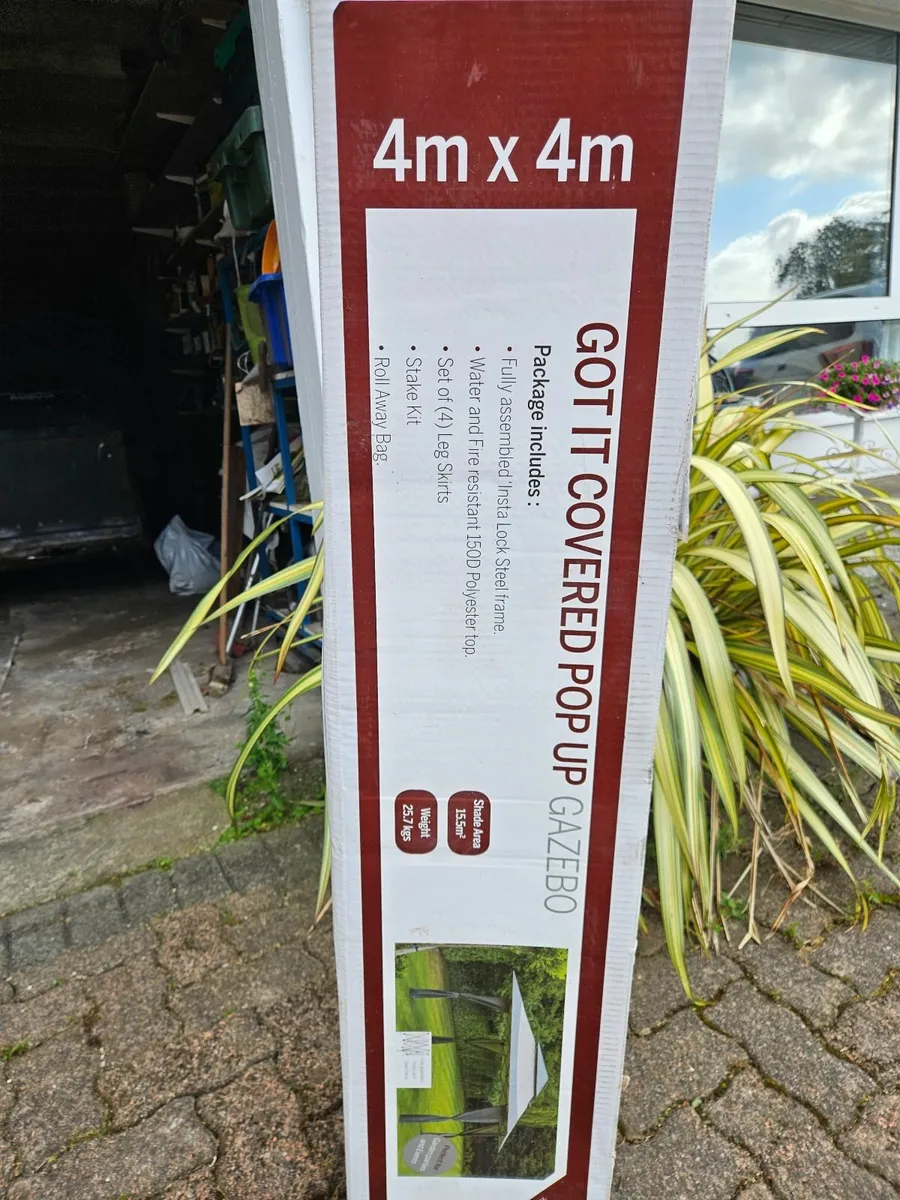 4m x 4m
GOT IT COVERED POP UP GAZEBO
Package includes :
• Fully assembled 'Insta Lock Steel frame.
• Water and Fire resistant 150D Polyester top.
• Set of (4) Leg Skirts
• Stake Kit
• Roll Away Bag.
Shade Area
15.5m²
Weight
25.7 kgs